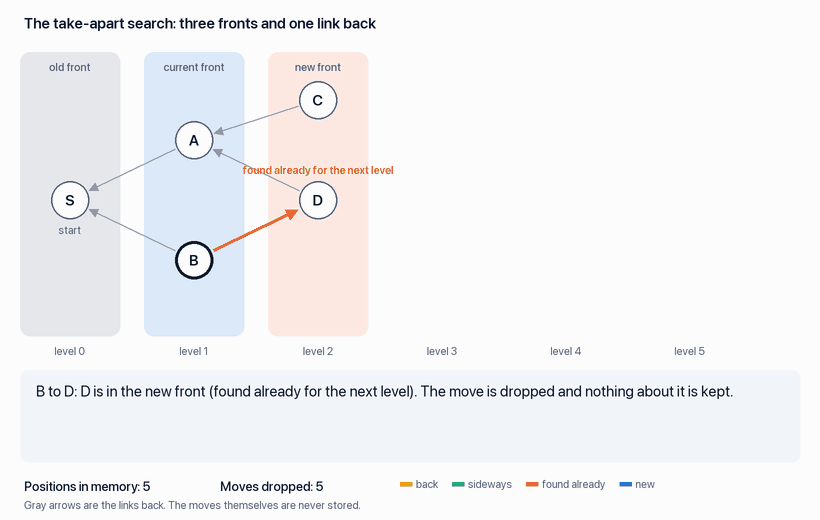 The take-apart search: three fronts and one link back
old front
current front
new front
C
A
found already for the next level
S
D
start
B
level 0
level 1
level 2
level 3
level 4
level 5
B to D: D is in the new front (found already for the next level). The move is dropped and nothing about it is kept.
Positions in memory: 5
Moves dropped: 5
back
sideways
found already
new
Gray arrows are the links back. The moves themselves are never stored.